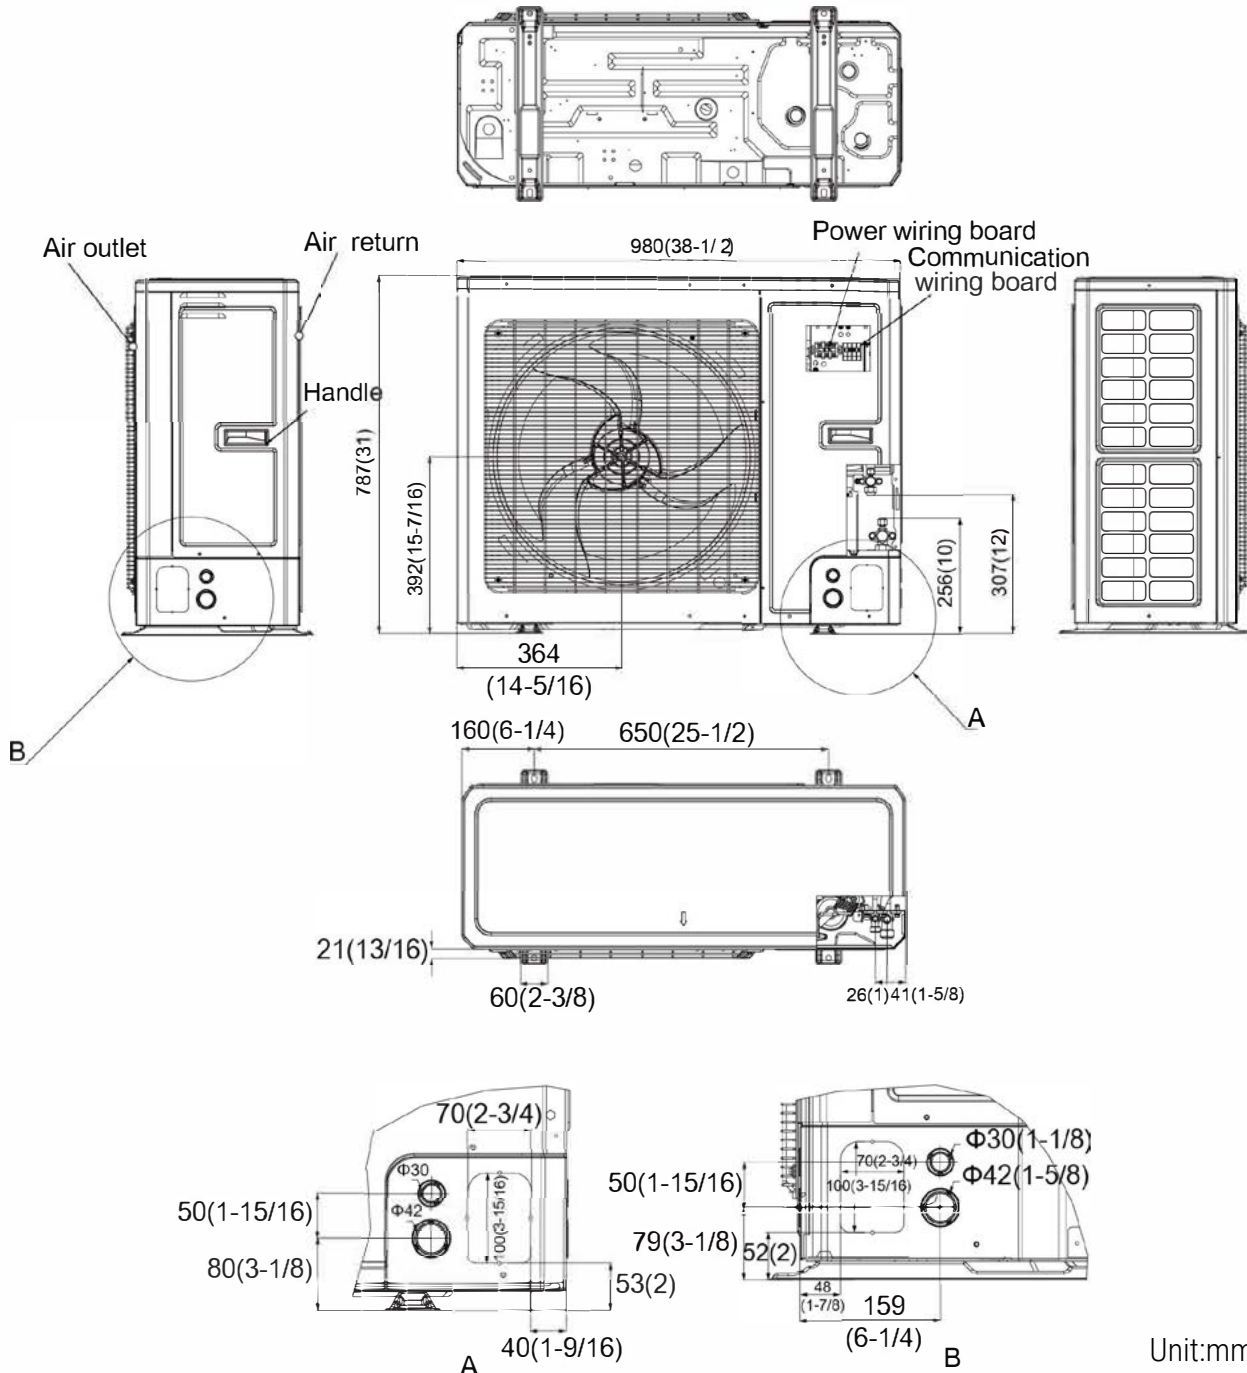 Air outlet
Air return
980(38-1/2)
Power wiring board
Communication
wiring board
Handle
787(31)
392(15-7/16)
256(10)
307(12)
364
(14-5/16)
A
B
160(6-1/4)
650(25-1/2)
21(13/16)
60(2-3/8)
26(1)
41(1-5/8)
70(2-3/4)
Φ30
Φ42
100(3-15/16)
50(1-15/16)
80(3-1/8)
53(2)
40(1-9/16)
A
Φ30(1-1/8)
70(2-3/4)
Φ42(1-5/8)
100(3-15/16)
50(1-15/16)
79(3-1/8)
52(2)
48
(1-7/8)
159
(6-1/4)
B
Unit:mm